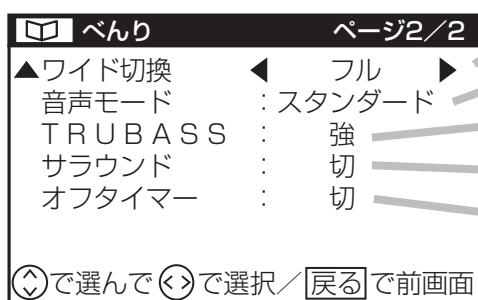 べんり ページ2／2
▲ワイド切換 ◀ フル ▶
音声モード :スタンダード
TRUBASS : 強
サラウンド : 切
オフタイマー : 切
で選んでで選択／戻るで前画面